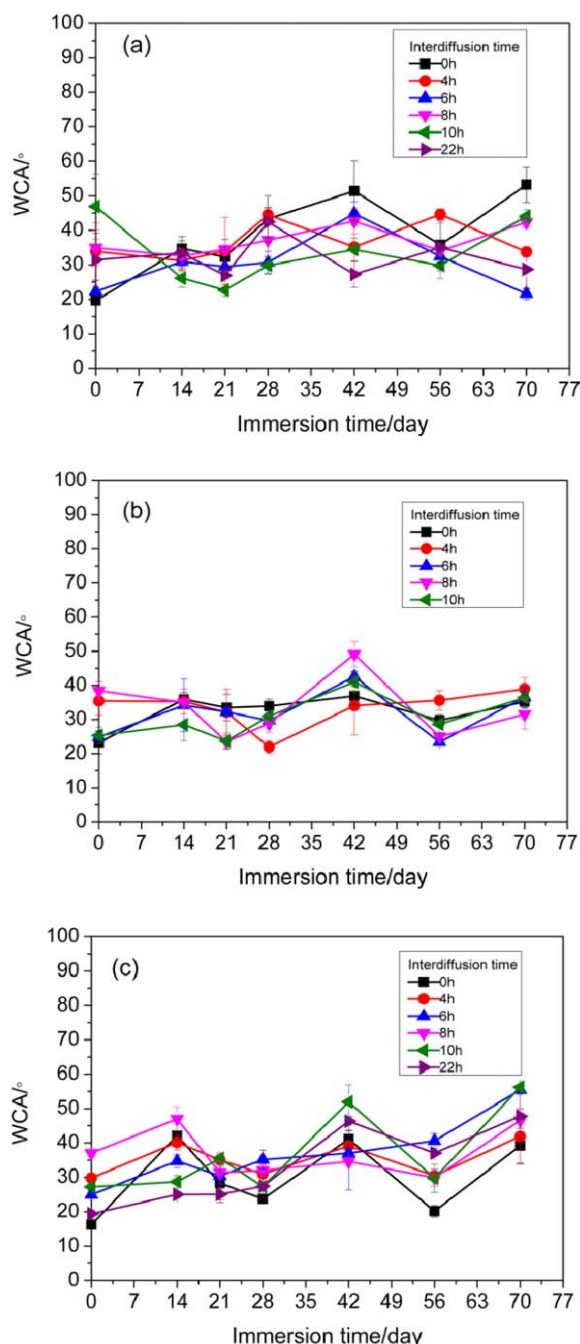 (a)
Interdiffusion time
0h
4h
6h
8h
10h
22h
100
90
80
70
60
50
40
30
20
10
0
WCA/°
0 7 14 21 28 35 42 49 56 63 70 77
Immersion time/day
(b)
Interdiffusion time
0h
4h
6h
8h
10h
100
90
80
70
60
50
40
30
20
10
0
WCA/°
0 7 14 21 28 35 42 49 56 63 70 77
Immersion time/day
(c)
Interdiffusion time
0h
4h
6h
8h
10h
22h
100
90
80
70
60
50
40
30
20
10
0
WCA/°
0 7 14 21 28 35 42 49 56 63 70 77
Immersion time/day